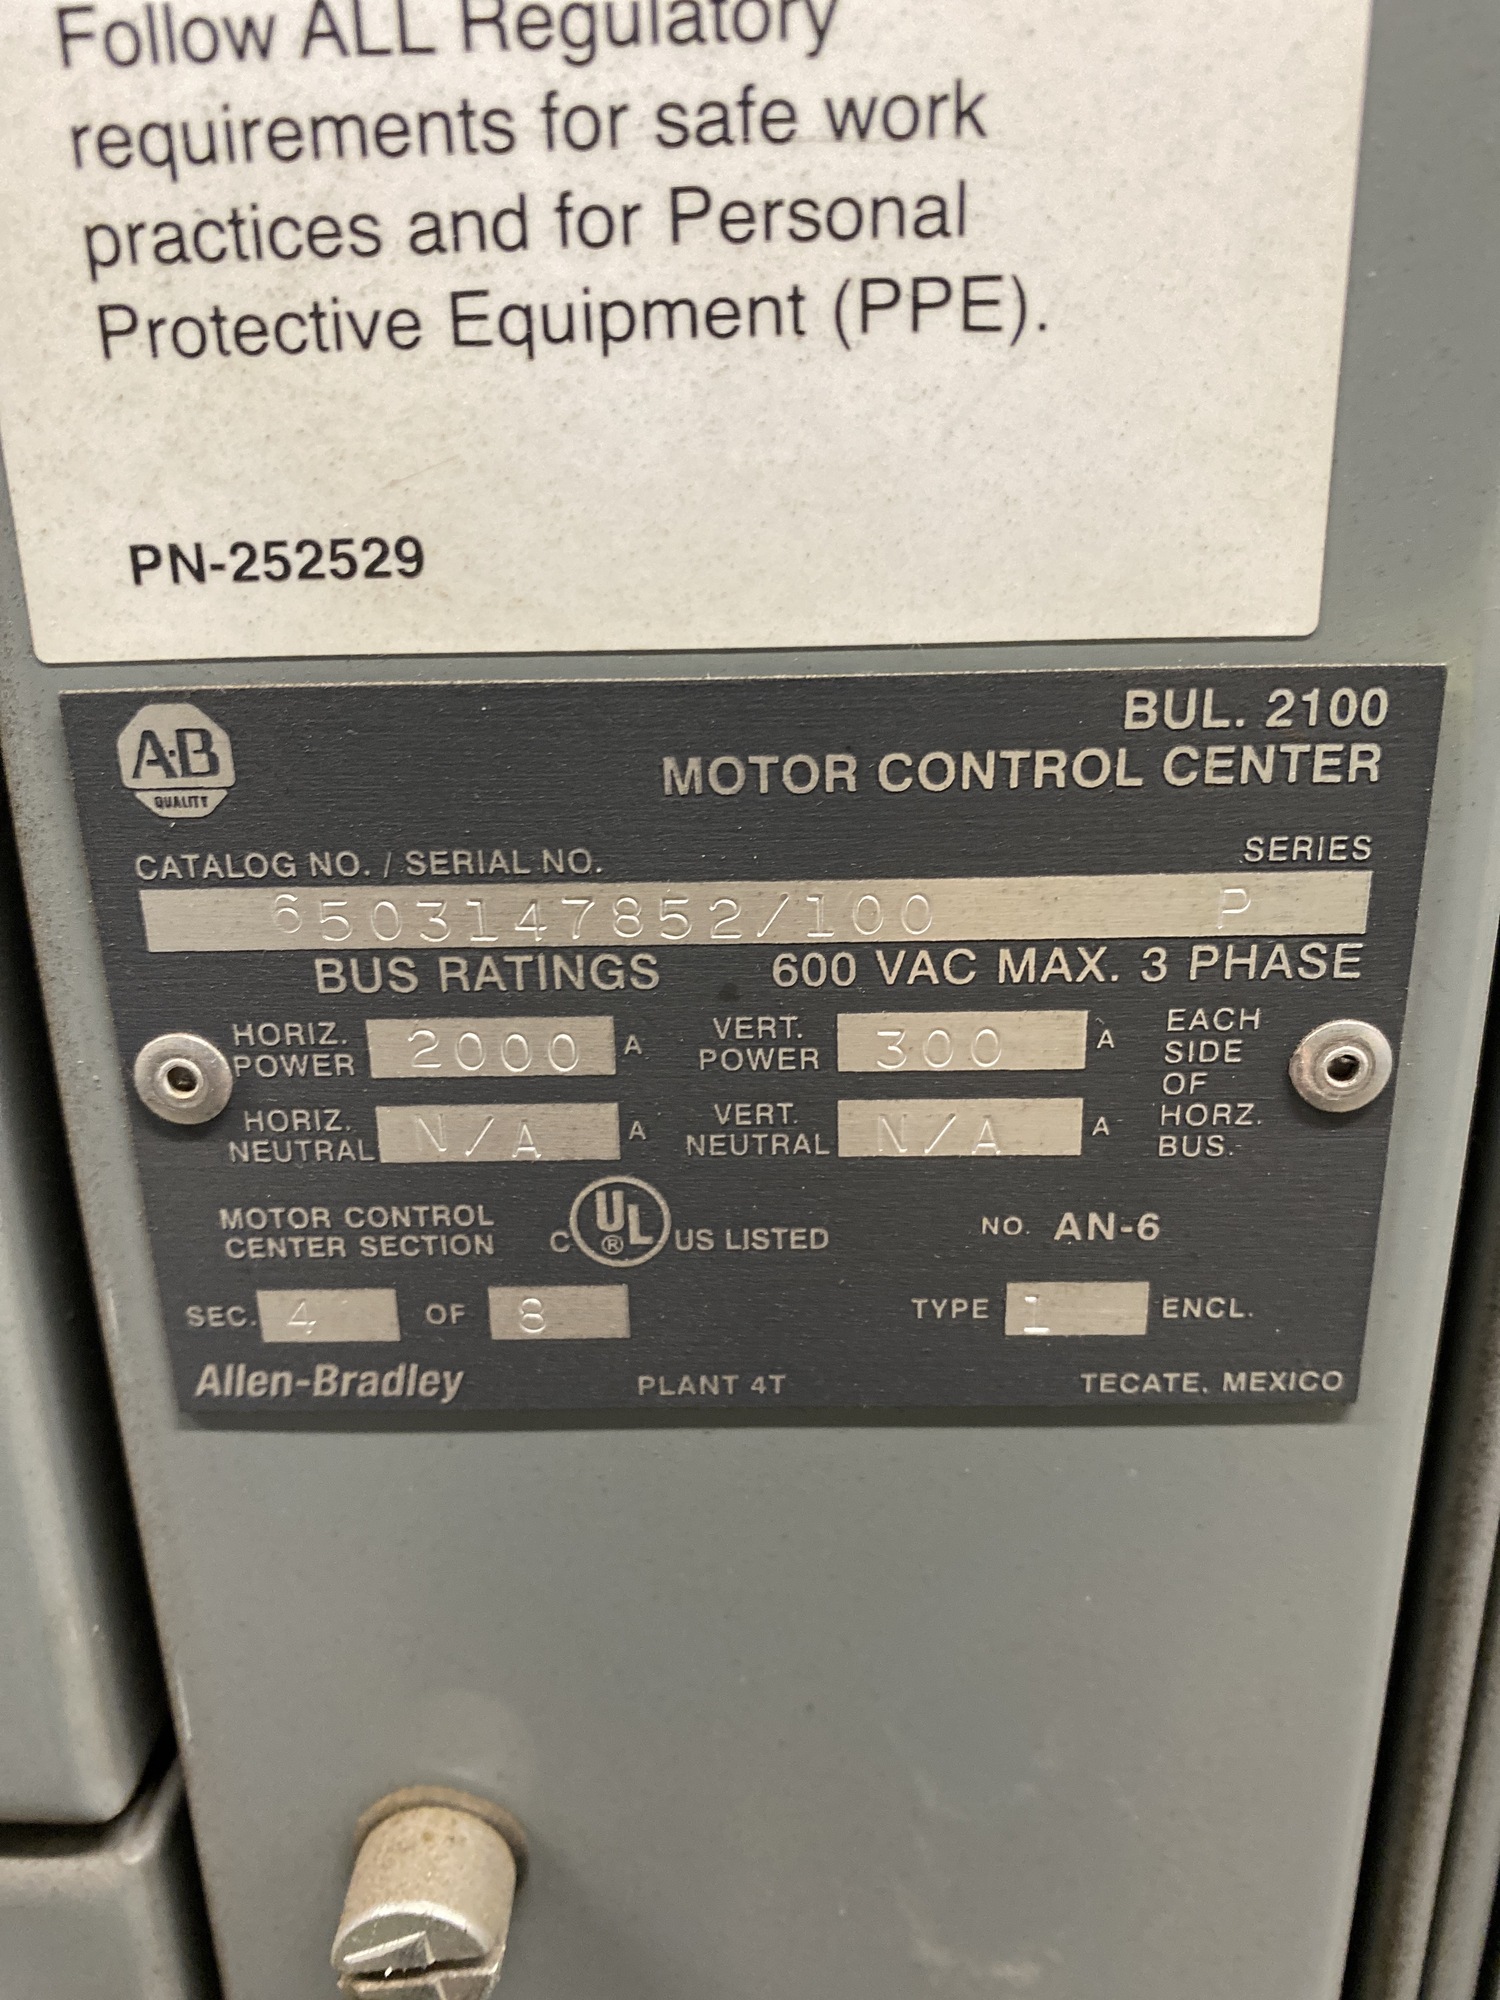 Follow ALL Regulatory
requirements for safe work
practices and for Personal
Protective Equipment (PPE).
PN-252529
A·B
QUALITY
BUL. 2100
MOTOR CONTROL CENTER
CATALOG NO. / SERIAL NO.
SERIES
6503147852/100 P
BUS RATINGS 600 VAC MAX. 3 PHASE
HORIZ. POWER 2000 A
VERT. POWER 300 A
HORIZ. NEUTRAL N/A A
VERT. NEUTRAL N/A A
EACH
SIDE
OF
HORZ.
BUS.
MOTOR CONTROL
CENTER SECTION
C UL ® US LISTED
NO. AN-6
SEC. 4 OF 8
TYPE 1 ENCL.
Allen-Bradley PLANT 4T TECATE, MEXICO